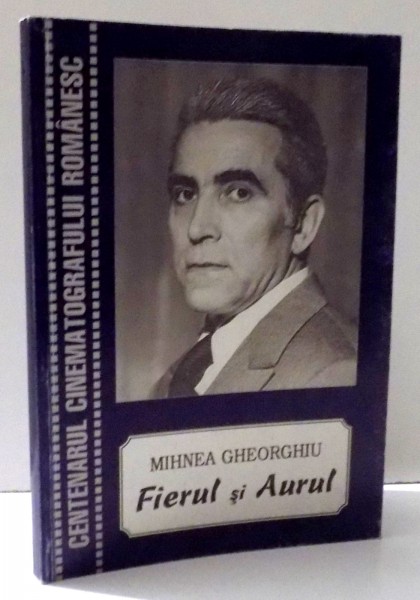 CENTENARUL CINEMATOGRAFULUI ROMÂNESC
MIHNEA GHEORGHIU
Fierul și Aurul